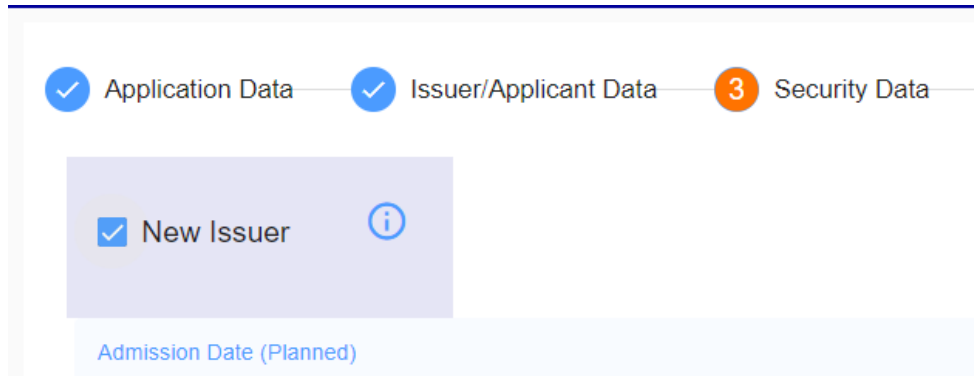 Application Data Issuer/Applicant Data 3 Security Data
New Issuer
Admission Date (Planned)